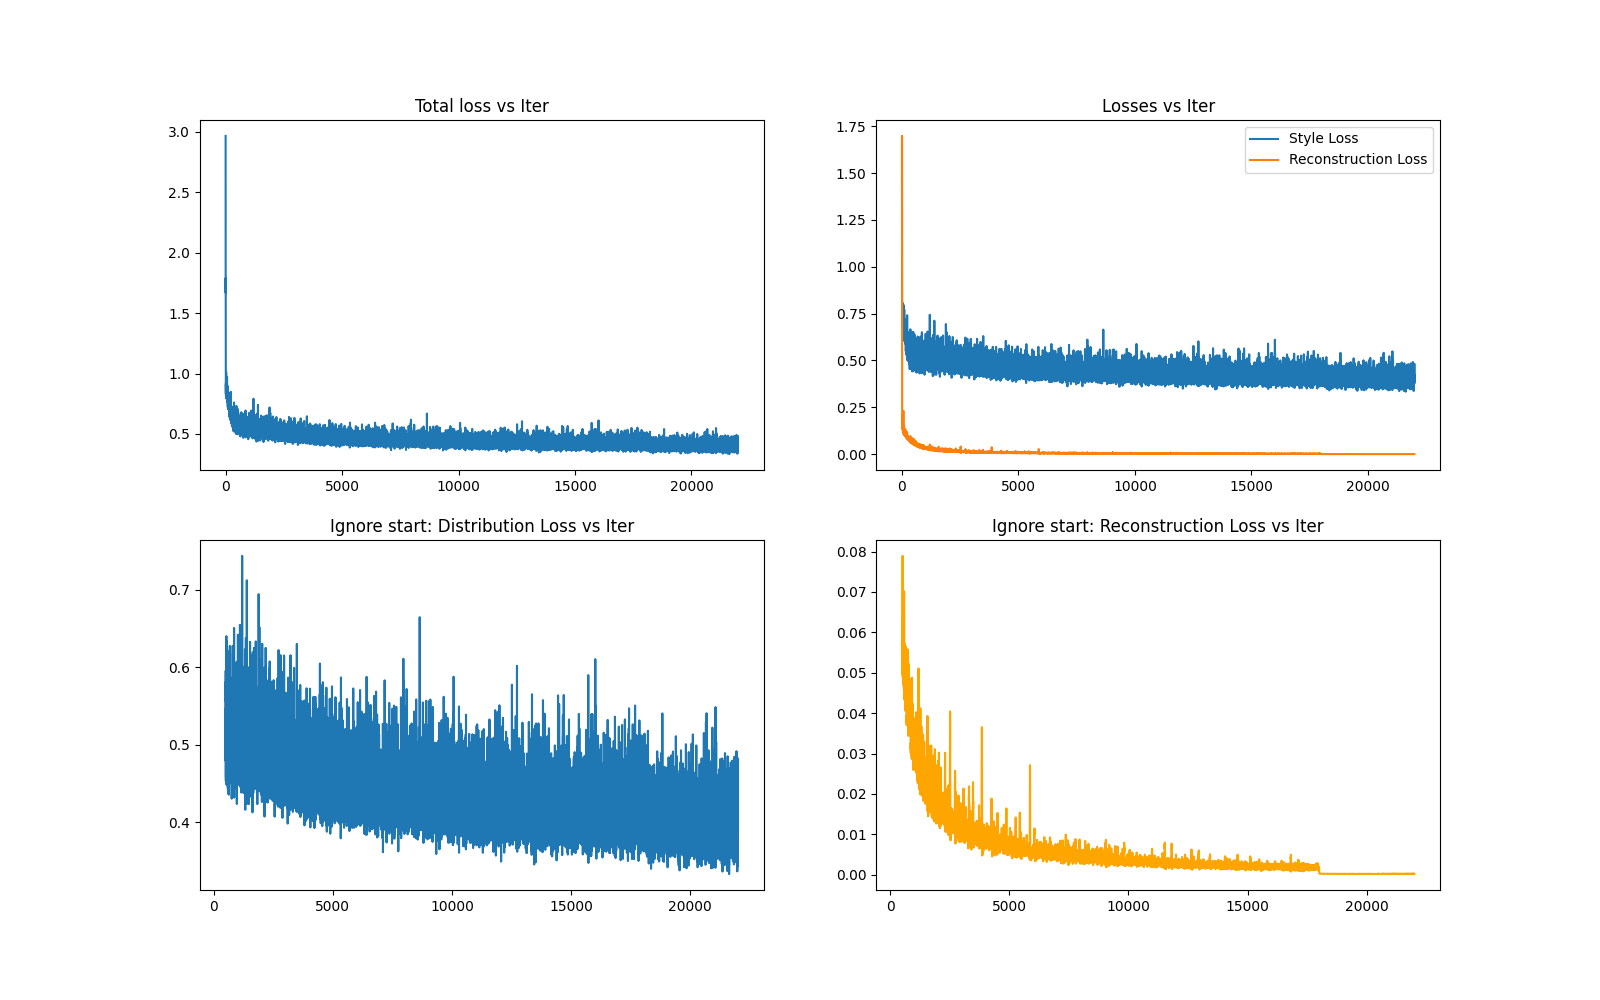 Total loss vs Iter
3.0
2.5
2.0
1.5
1.0
0.5
0 5000 10000 15000 20000
Losses vs Iter
Style Loss
Reconstruction Loss
1.75
1.50
1.25
1.00
0.75
0.50
0.25
0.00
0 5000 10000 15000 20000
Ignore start: Distribution Loss vs Iter
0.7
0.6
0.5
0.4
0 5000 10000 15000 20000
Ignore start: Reconstruction Loss vs Iter
0.08
0.07
0.06
0.05
0.04
0.03
0.02
0.01
0.00
0 5000 10000 15000 20000